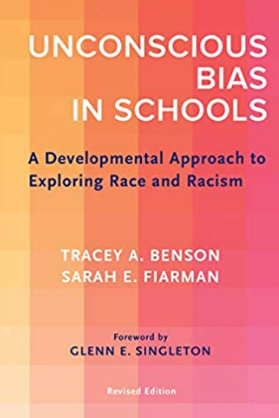 UNCONSCIOUS
BIAS
IN SCHOOLS
A Developmental Approach to
Exploring Race and Racism
TRACEY A. BENSON
SARAH E. FIARMAN
Foreword by
GLENN E. SINGLETON
Revised Edition